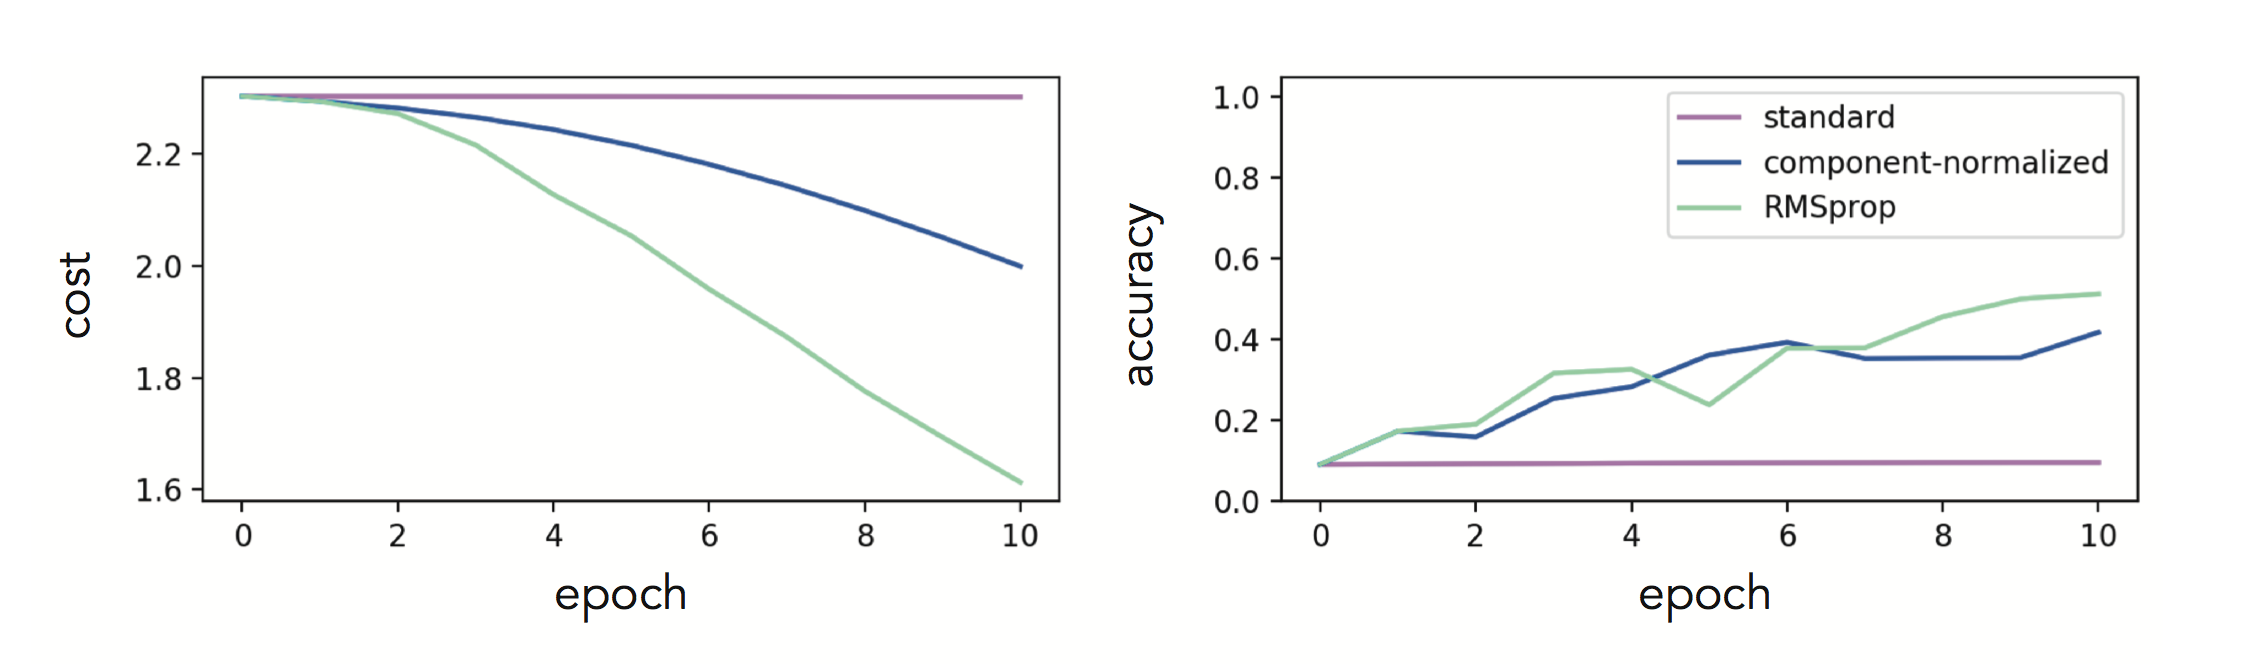 cost
2.2
2.0
1.8
1.6
0 2 4 6 8 10
epoch
accuracy
1.0
0.8
0.6
0.4
0.2
0.0
standard
component-normalized
RMSprop
0 2 4 6 8 10
epoch